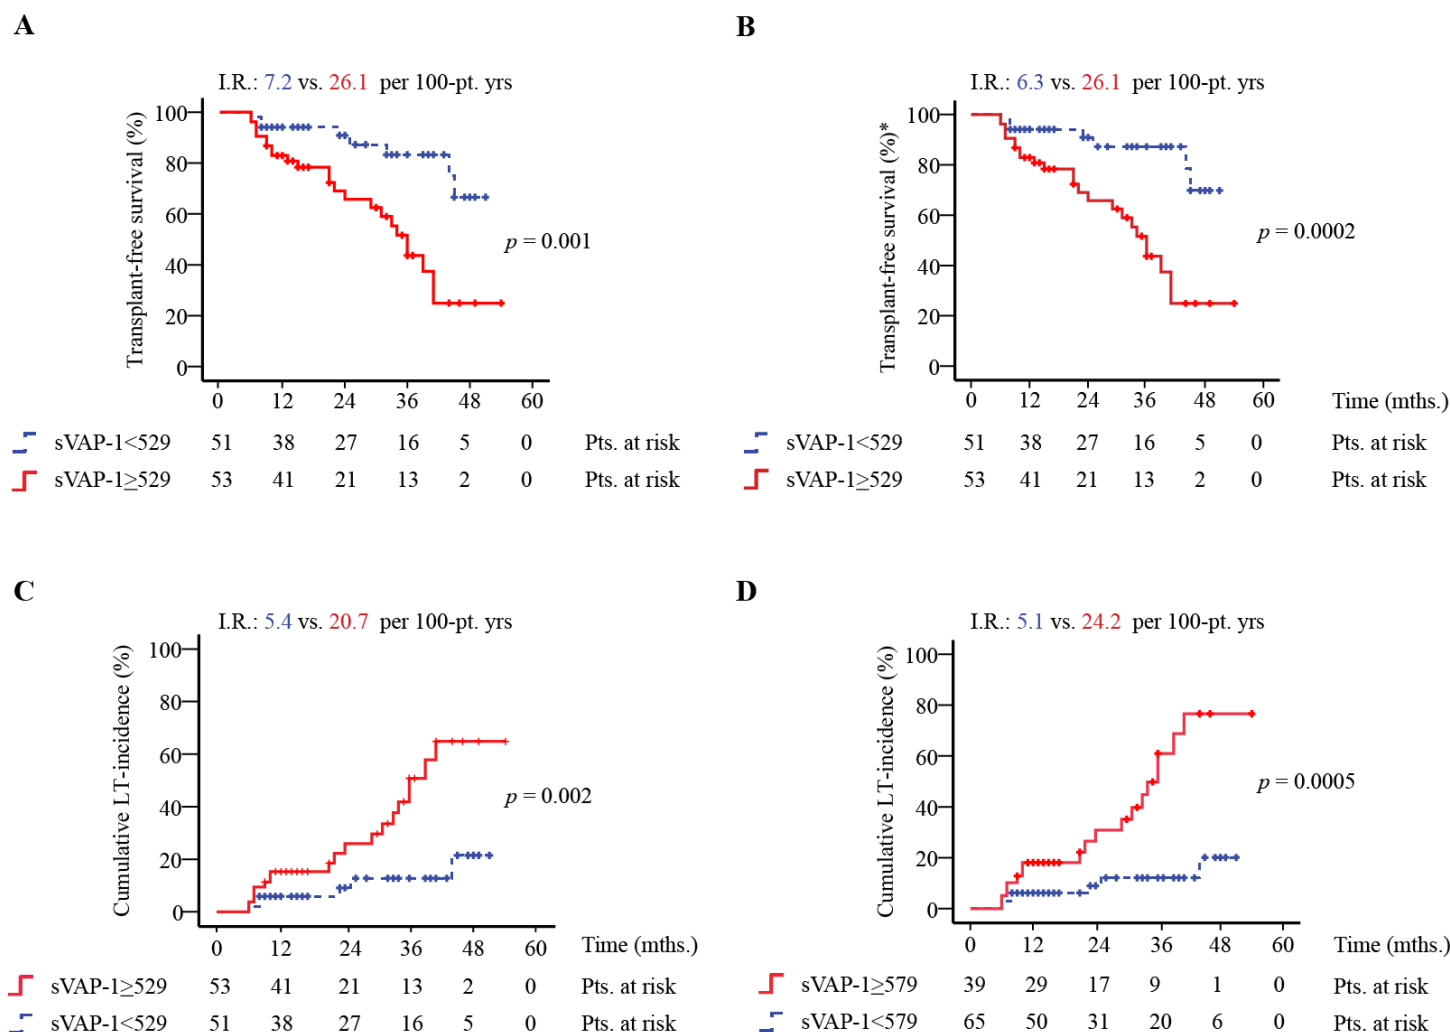 A
I.R.: 7.2 vs. 26.1 per 100-pt. yrs
Transplant-free survival (%)
100
80
60
40
20
0
p = 0.001
0 12 24 36 48 60
sVAP-1<529 51 38 27 16 5 0 Pts. at risk
sVAP-1≥529 53 41 21 13 2 0 Pts. at risk
B
I.R.: 6.3 vs. 26.1 per 100-pt. yrs
Transplant-free survival (%)*
100
80
60
40
20
0
p = 0.0002
0 12 24 36 48 60 Time (mths.)
sVAP-1<529 51 38 27 16 5 0 Pts. at risk
sVAP-1≥529 53 41 21 13 2 0 Pts. at risk
C
I.R.: 5.4 vs. 20.7 per 100-pt. yrs
Cumulative LT-incidence (%)
100
80
60
40
20
0
p = 0.002
0 12 24 36 48 60 Time (mths.)
sVAP-1≥529 53 41 21 13 2 0 Pts. at risk
sVAP-1<529 51 38 27 16 5 0 Pts. at risk
D
I.R.: 5.1 vs. 24.2 per 100-pt. yrs
Cumulative LT-incidence (%)
100
80
60
40
20
0
p = 0.0005
0 12 24 36 48 60 Time (mths.)
sVAP-1≥579 39 29 17 9 1 0 Pts. at risk
sVAP-1<579 65 50 31 20 6 0 Pts. at risk